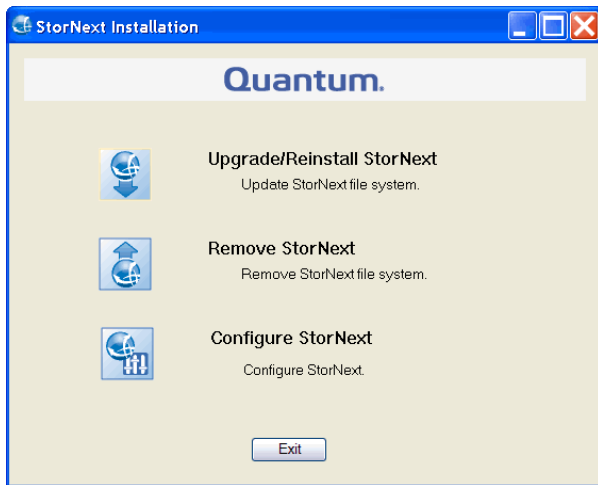 StorNext Installation
Quantum.
Upgrade/Reinstall StorNext
Update StorNext file system.
Remove StorNext
Remove StorNext file system.
Configure StorNext
Configure StorNext.
Exit